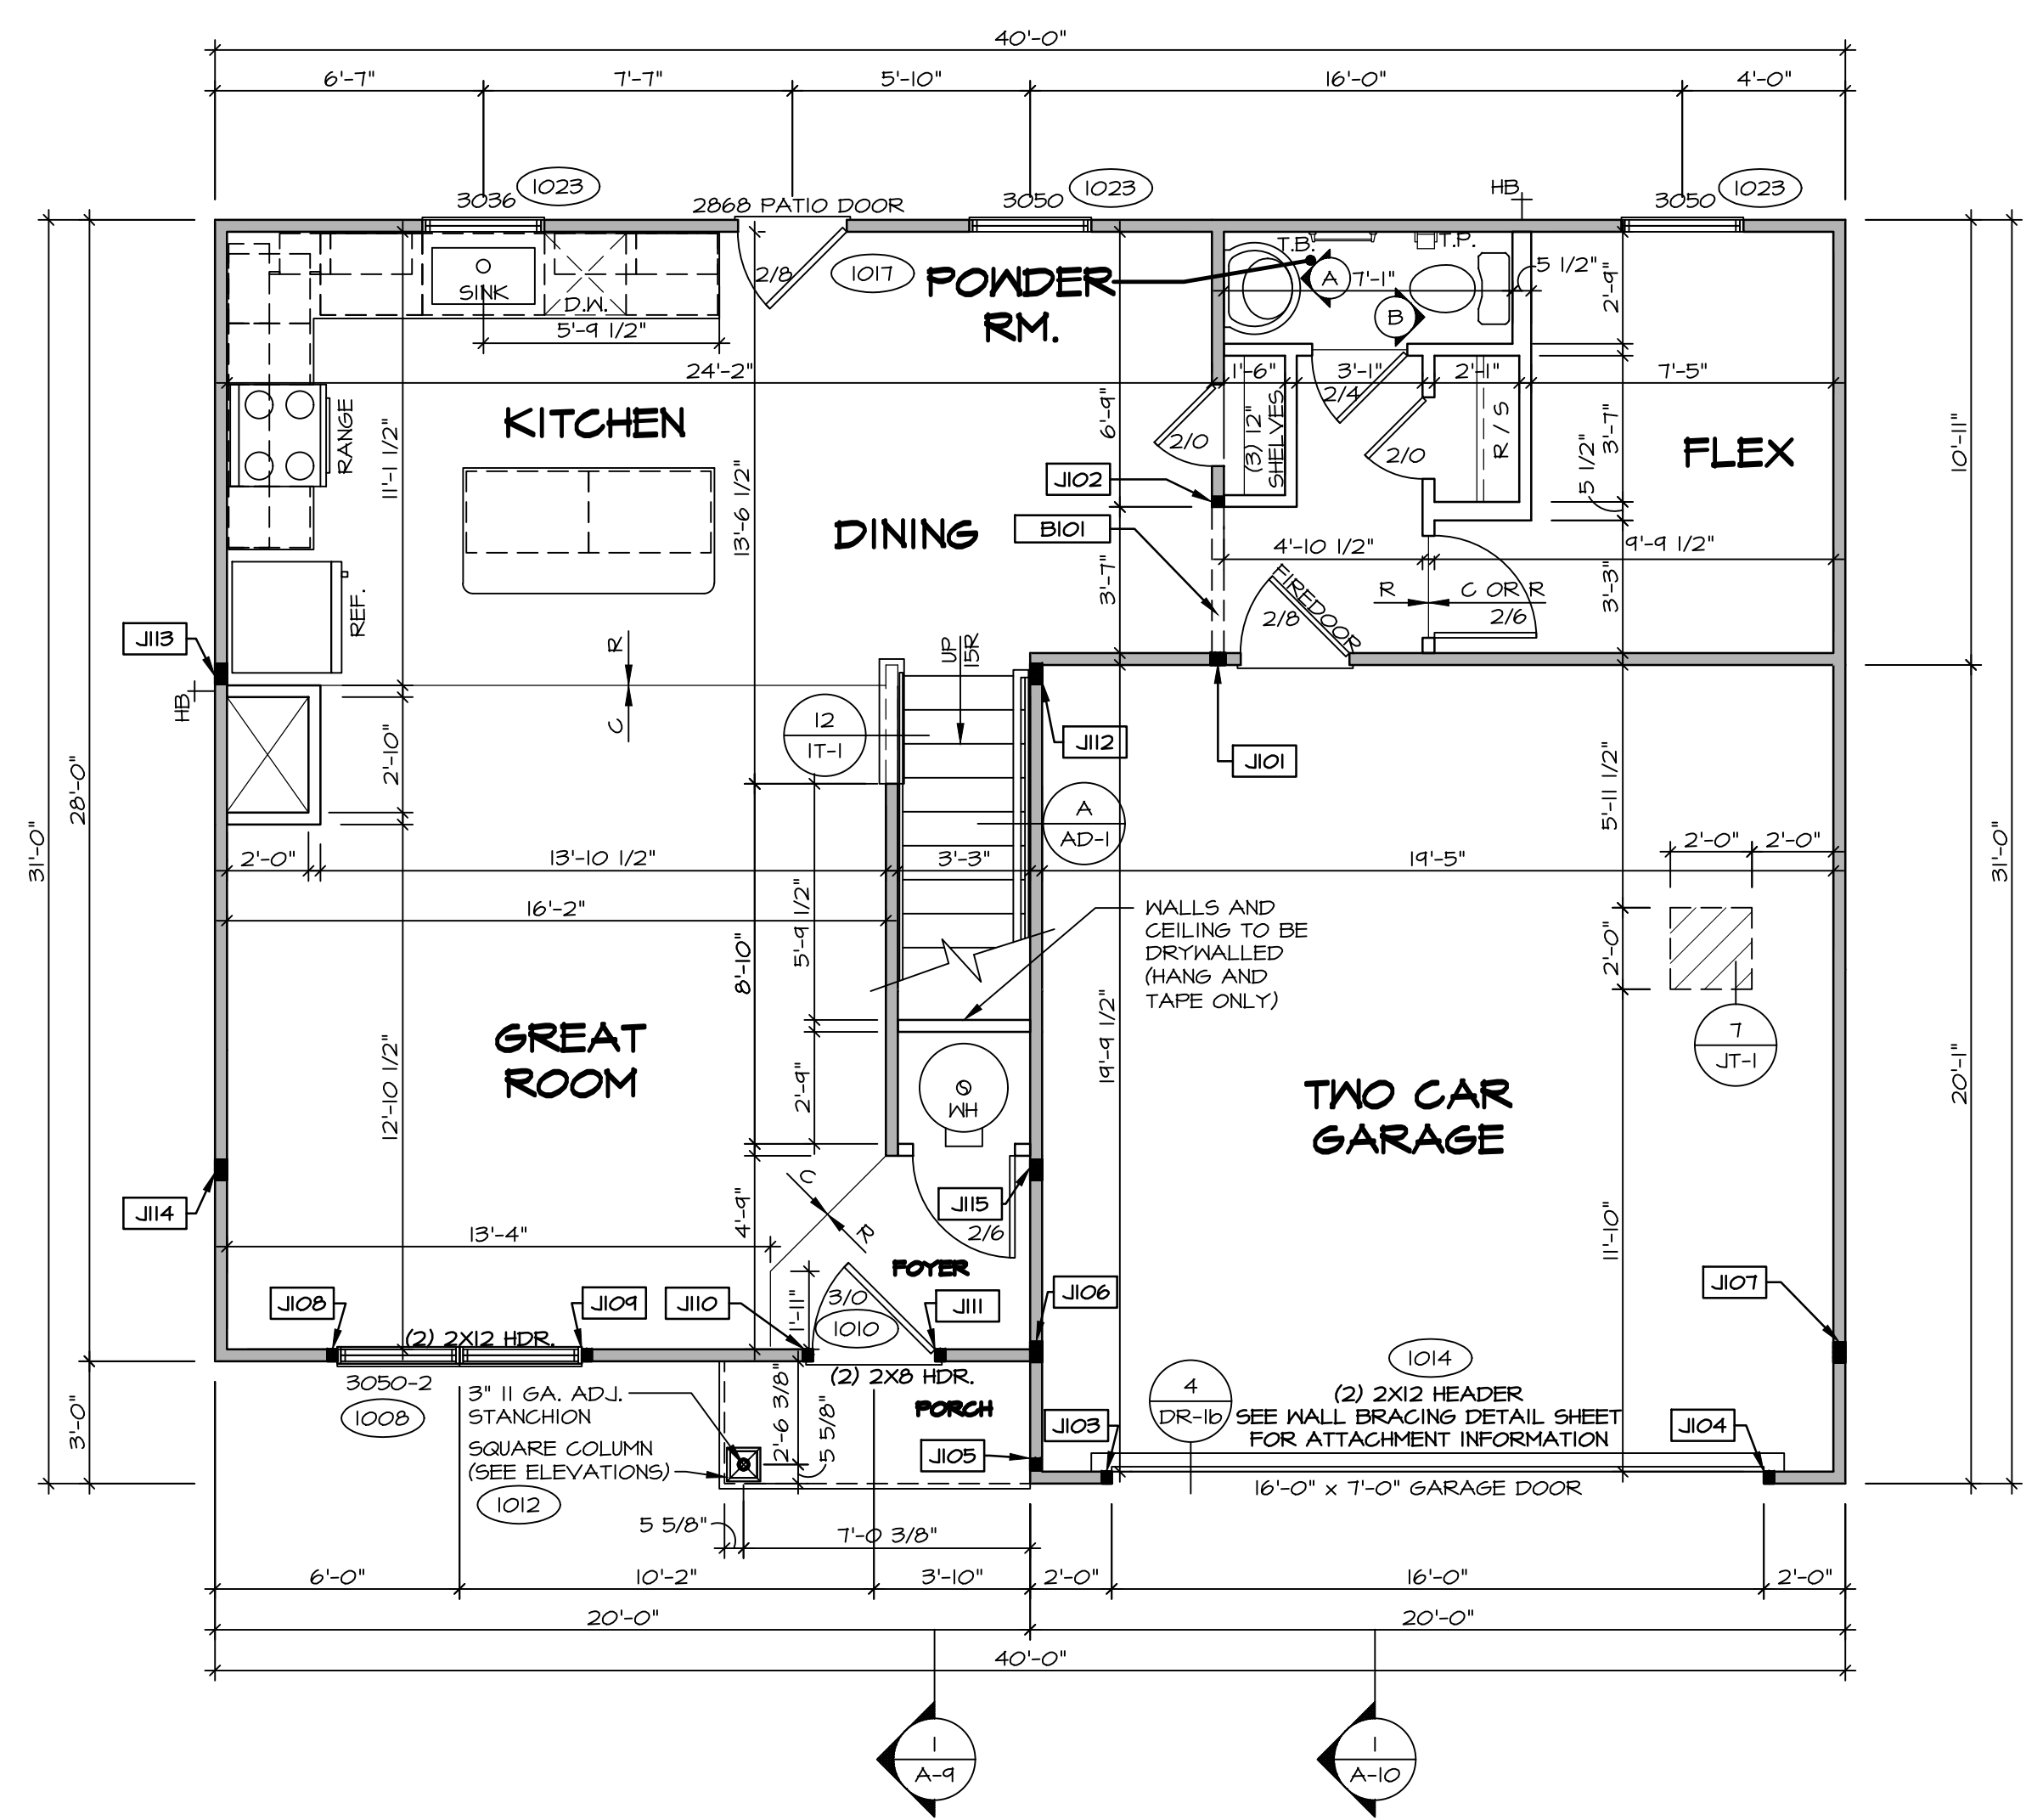 40'-0"
6'-7"
7'-7"
5'-10"
16'-0"
4'-0"
3036
1023
2868 PATIO DOOR
3050
1023
HB
3050
1023
2/8
1017
POWDER
RM.
T.B.
T.P.
A
7'-1"
B
5 1/2"
2'-9"
SINK
D.W.
5'-9 1/2"
24'-2"
1'-6"
3'-1"
2'-1"
7'-5"
2/4
RANGE
11'-1 1/2"
KITCHEN
13'-6 1/2"
6'-9"
2/0
(3) 12"
SHELVES
2/0
R / S
5 1/2"
3'-7"
FLEX
10'-11"
J102
B101
DINING
3'-7"
4'-10 1/2"
9'-9 1/2"
FIREDOOR
2/8
R
C OR R
2/6
3'-3"
REF.
J113
HB
R
C
UP
15R
12
1T-1
J112
J101
31'-0"
28'-0"
2'-10"
A
AD-1
5'-11 1/2"
2'-0"
2'-0"
31'-0"
2'-0"
13'-10 1/2"
3'-3"
19'-5"
16'-2"
8'-10"
5'-9 1/2"
WALLS AND
CEILING TO BE
DRYWALLED
(HANG AND
TAPE ONLY)
2'-0"
7
JT-1
GREAT
ROOM
12'-10 1/2"
2'-9"
WH
19'-9 1/2"
TWO CAR
GARAGE
20'-1"
J114
C
R
4'-9"
J115
2/6
11'-10"
13'-4"
FOYER
J108
J109
J110
1'-11"
3/0
1010
J111
J106
J107
(2) 2X12 HDR.
3050-2
1008
3" 11 GA. ADJ.
STANCHION
SQUARE COLUMN
(SEE ELEVATIONS)
1012
(2) 2X8 HDR.
PORCH
2'-6 3/8"
5 5/8"
J105
J103
4
DR-1b
1014
(2) 2X12 HEADER
SEE WALL BRACING DETAIL SHEET
FOR ATTACHMENT INFORMATION
J104
16'-0" x 7'-0" GARAGE DOOR
3'-0"
5 5/8"
7'-0 3/8"
6'-0"
10'-2"
3'-10"
2'-0"
16'-0"
2'-0"
20'-0"
20'-0"
40'-0"
1
A-9
1
A-10